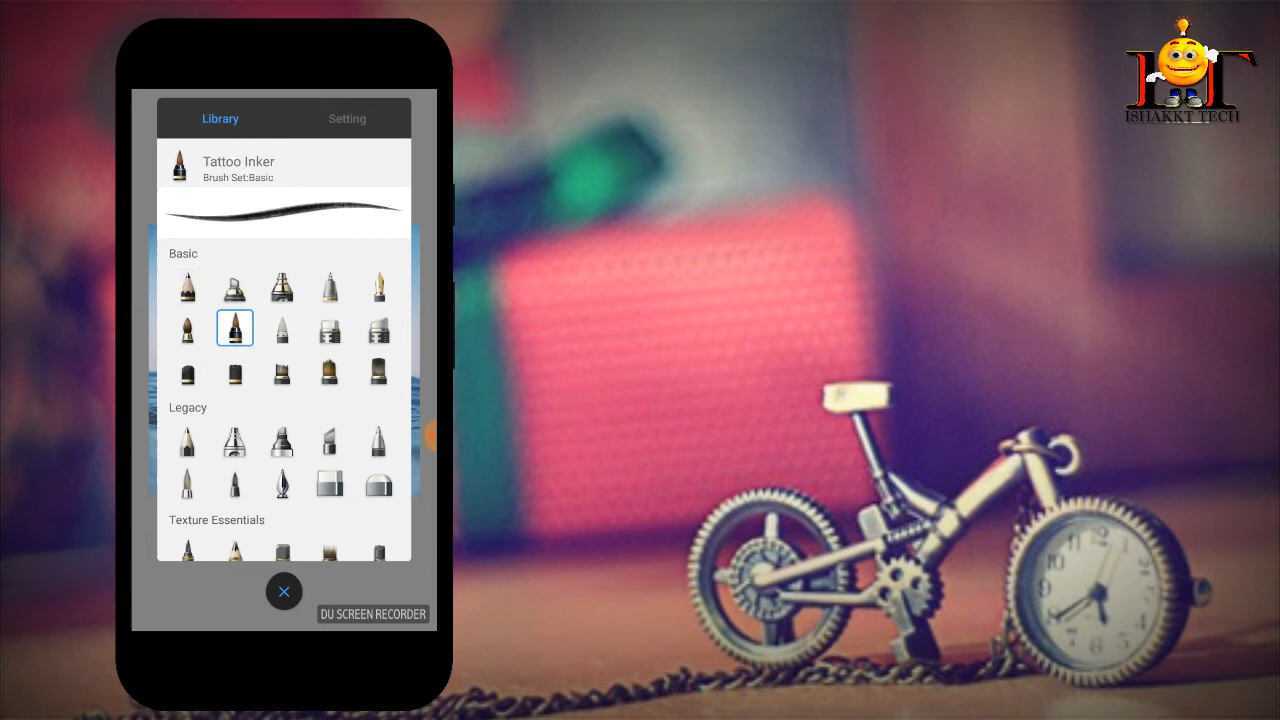 Library
Setting
Tattoo Inker
Brush Set:Basic
Basic
Legacy
Texture Essentials
DU SCREEN RECORDER
ISHAKKT TECH